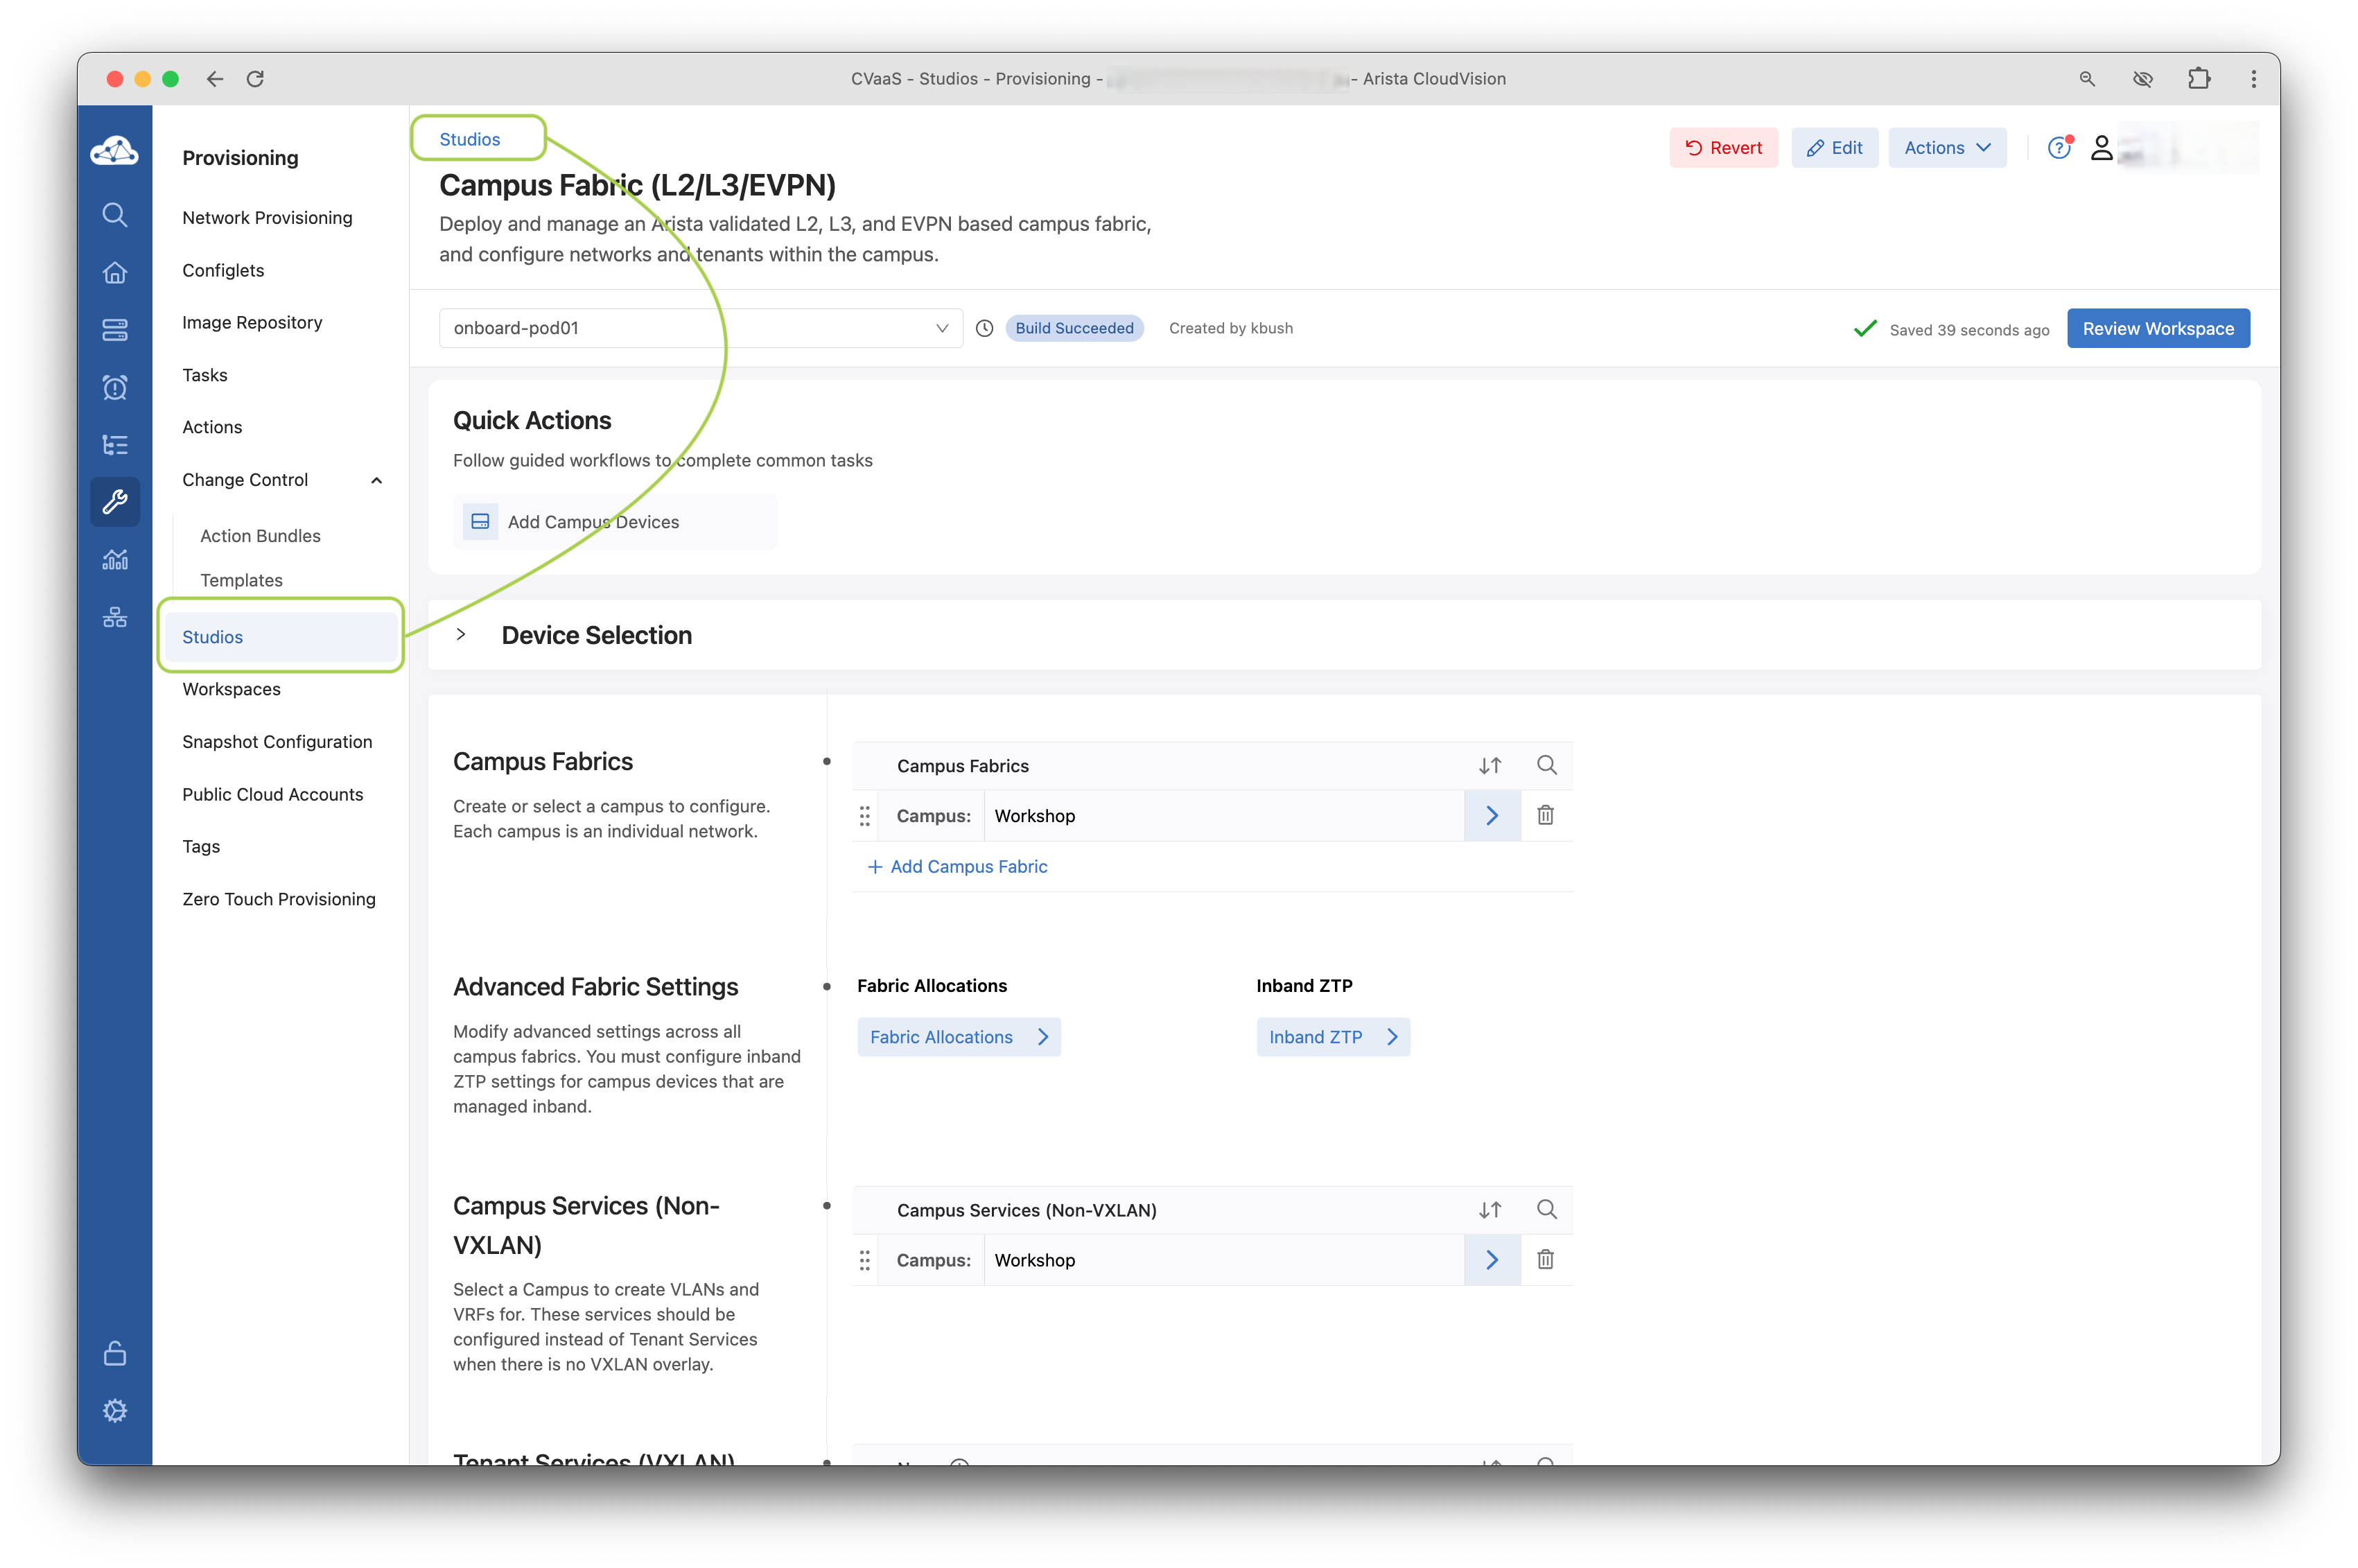 CVaaS - Studios - Provisioning -
- Arista CloudVision
Provisioning
Network Provisioning
Configlets
Image Repository
Tasks
Actions
Change Control
Action Bundles
Templates
Studios
Workspaces
Snapshot Configuration
Public Cloud Accounts
Tags
Zero Touch Provisioning
Studios
Revert
Edit
Actions
Campus Fabric (L2/L3/EVPN)
Deploy and manage an Arista validated L2, L3, and EVPN based campus fabric,
and configure networks and tenants within the campus.
onboard-pod01
Build Succeeded
Created by kbush
Saved 39 seconds ago
Review Workspace
Quick Actions
Follow guided workflows to complete common tasks
Add Campus Devices
Device Selection
Campus Fabrics
Create or select a campus to configure.
Each campus is an individual network.
Campus Fabrics
Campus: Workshop
+ Add Campus Fabric
Advanced Fabric Settings
Modify advanced settings across all
campus fabrics. You must configure inband
ZTP settings for campus devices that are
managed inband.
Fabric Allocations
Fabric Allocations
Inband ZTP
Inband ZTP
Campus Services (Non-
VXLAN)
Select a Campus to create VLANs and
VRFs for. These services should be
configured instead of Tenant Services
when there is no VXLAN overlay.
Campus Services (Non-VXLAN)
Campus: Workshop
Tenant Services (VXLAN)